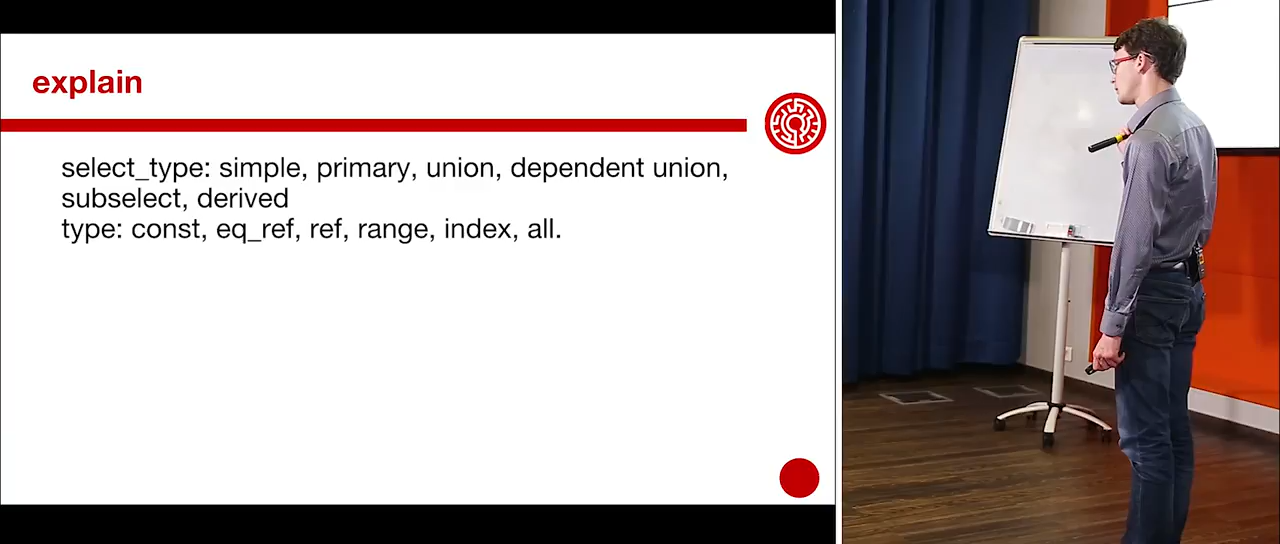 explain
select_type: simple, primary, union, dependent union,
subselect, derived
type: const, eq_ref, ref, range, index, all.